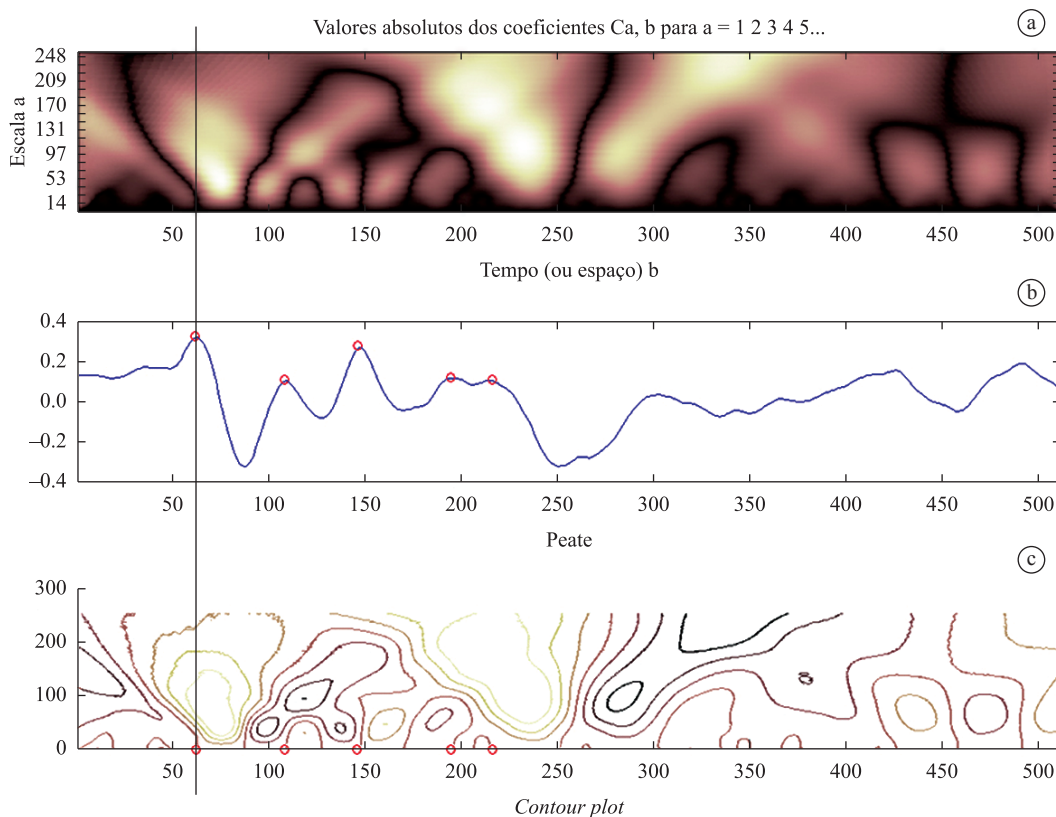 Valores absolutos dos coeficientes Ca, b para a = 1 2 3 4 5...
a
Escala a
248
209
170
131
97
53
14
50 100 150 200 250 300 350 400 450 500
Tempo (ou espaço) b
b
0.4
0.2
0.0
–0.2
–0.4
50 100 150 200 250 300 350 400 450 500
Peate
c
300
200
100
0
50 100 150 200 250 300 350 400 450 500
Contour plot